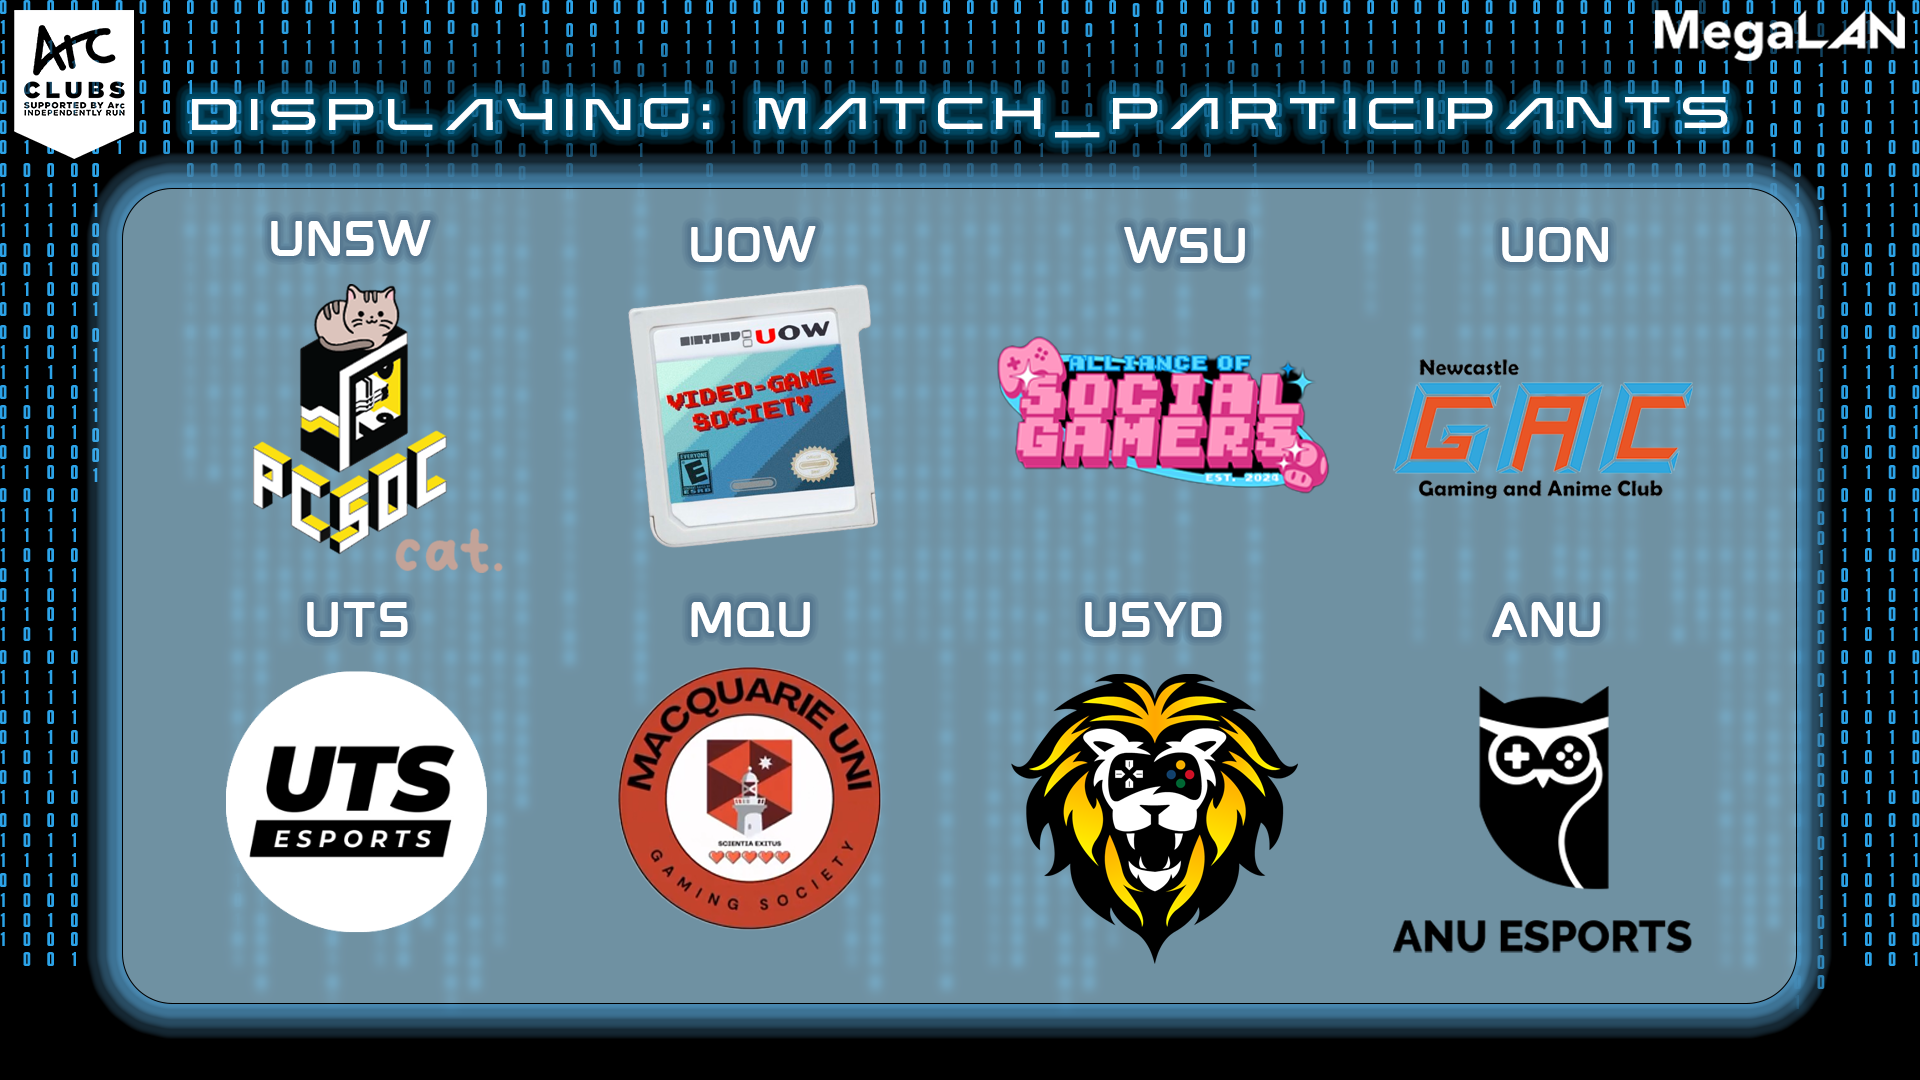 Arc
CLUBS
SUPPORTED BY Arc
INDEPENDENTLY RUN
MegaLAN
DISPLAYING: MATCH_PARTICIPANTS
UNSW
UOW
WSU
UON
PCSOC
cat.
UOW
VIDEO-GAME
SOCIETY
EVERYONE
E
ESRB
ALLIANCE OF
SOCIAL
GAMERS
EST. 2024
Newcastle
GAC
Gaming and Anime Club
UTS
MQU
USYD
ANU
UTS
ESPORTS
MACQUARIE UNI
SCIENTIA EXITUS
GAMING SOCIETY
ANU ESPORTS